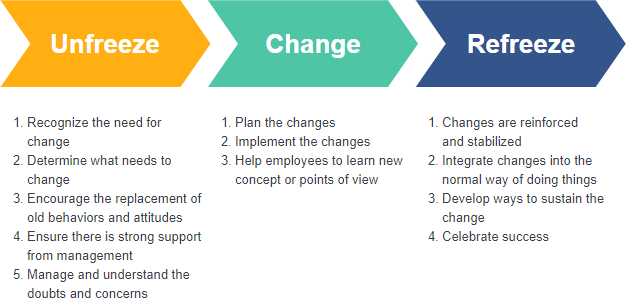 Unfreeze
Change
Refreeze
1. Recognize the need for
change
2. Determine what needs to
change
3. Encourage the replacement of
old behaviors and attitudes
4. Ensure there is strong support
from management
5. Manage and understand the
doubts and concerns
1. Plan the changes
2. Implement the changes
3. Help employees to learn new
concept or points of view
1. Changes are reinforced
and stabilized
2. Integrate changes into the
normal way of doing things
3. Develop ways to sustain the
change
4. Celebrate success